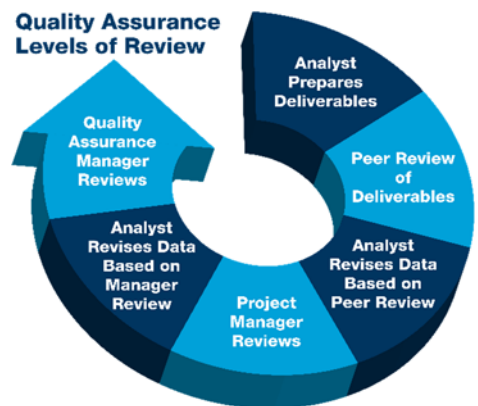 Quality Assurance
Levels of Review
Analyst
Prepares
Deliverables
Peer Review
of
Deliverables
Analyst
Revises Data
Based on
Peer Review
Project
Manager
Reviews
Analyst
Revises Data
Based on
Manager
Review
Quality
Assurance
Manager
Reviews